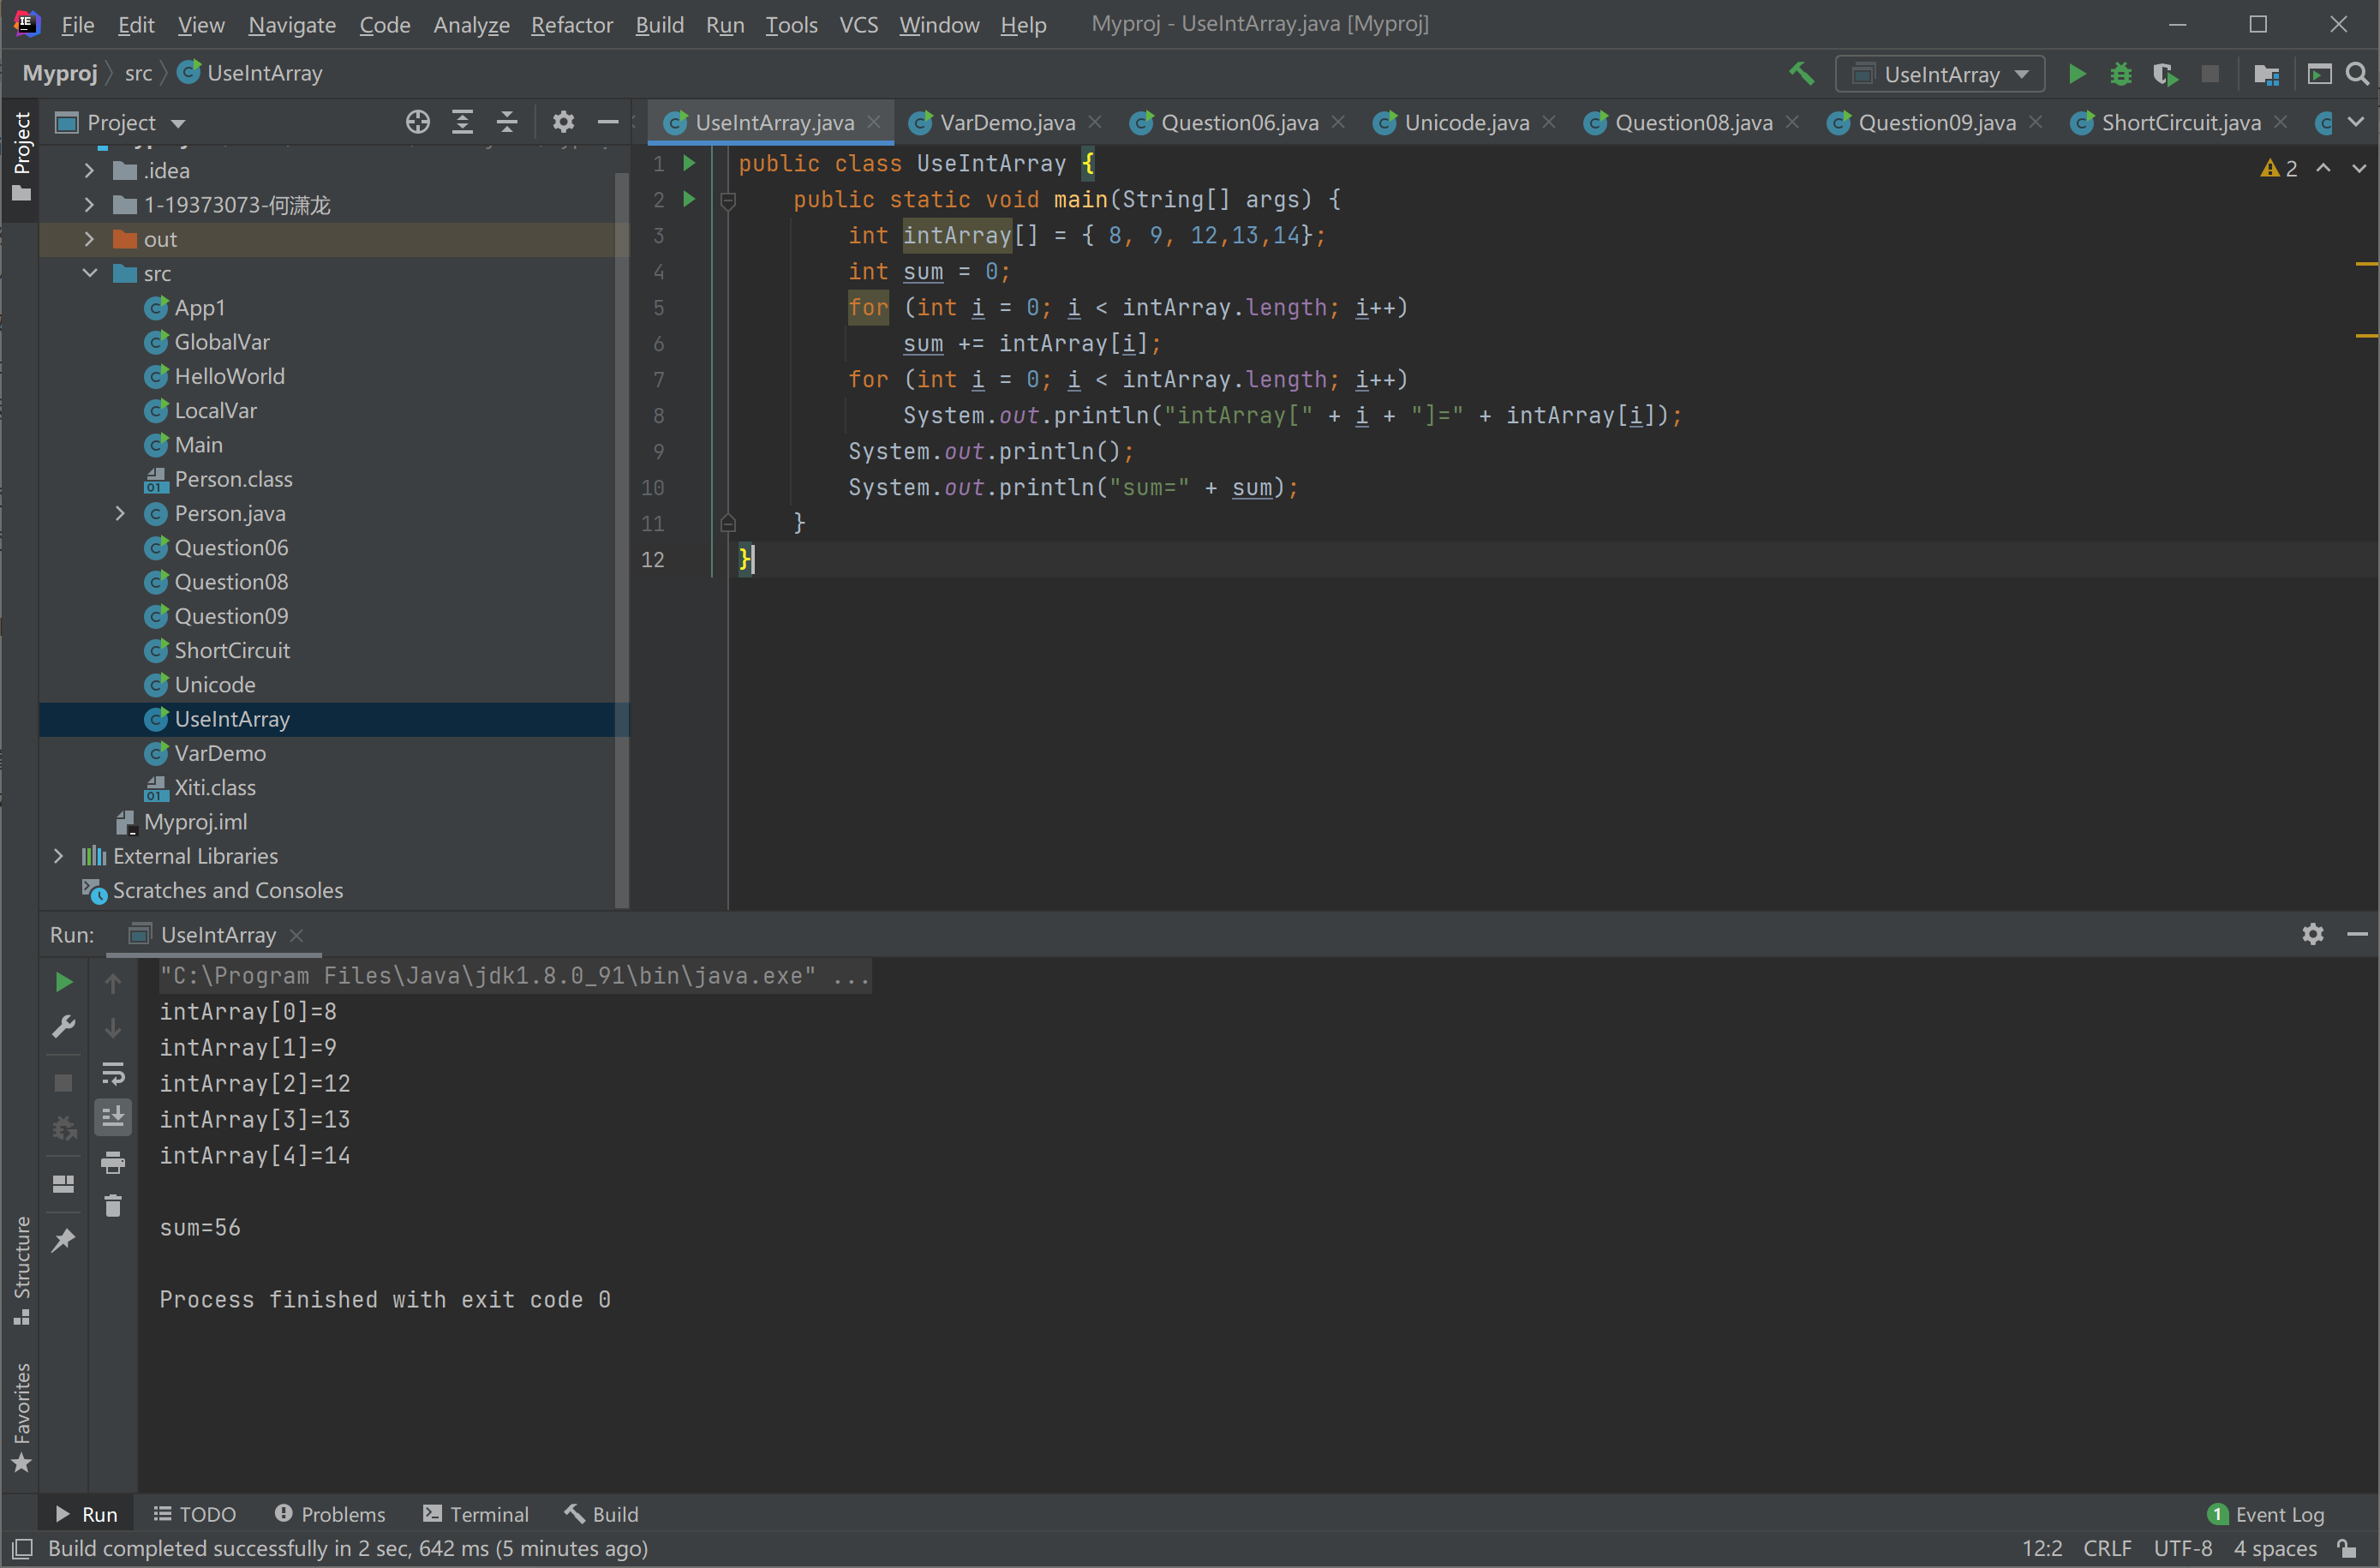 File Edit View Navigate Code Analyze Refactor Build Run Tools VCS Window Help Myproj - UseIntArray.java [Myproj]
Myproj src UseIntArray
UseIntArray
Project
Project
UseIntArray.java VarDemo.java Question06.java Unicode.java Question08.java Question09.java ShortCircuit.java
.idea
1-19373073-何潇龙
out
src
App1
GlobalVar
HelloWorld
LocalVar
Main
Person.class
Person.java
Question06
Question08
Question09
ShortCircuit
Unicode
UseIntArray
VarDemo
Xiti.class
Myproj.iml
External Libraries
Scratches and Consoles
2
1 public class UseIntArray {
2 public static void main(String[] args) {
3 int intArray[] = { 8, 9, 12,13,14};
4 int sum = 0;
5 for (int i = 0; i < intArray.length; i++)
6 sum += intArray[i];
7 for (int i = 0; i < intArray.length; i++)
8 System.out.println("intArray[" + i + "]=" + intArray[i]);
9 System.out.println();
10 System.out.println("sum=" + sum);
11 }
12 }
Run: UseIntArray
"C:\Program Files\Java\jdk1.8.0_91\bin\java.exe" ...
intArray[0]=8
intArray[1]=9
intArray[2]=12
intArray[3]=13
intArray[4]=14
sum=56
Process finished with exit code 0
Structure
Favorites
Run TODO Problems Terminal Build
1 Event Log
Build completed successfully in 2 sec, 642 ms (5 minutes ago)
12:2 CRLF UTF-8 4 spaces